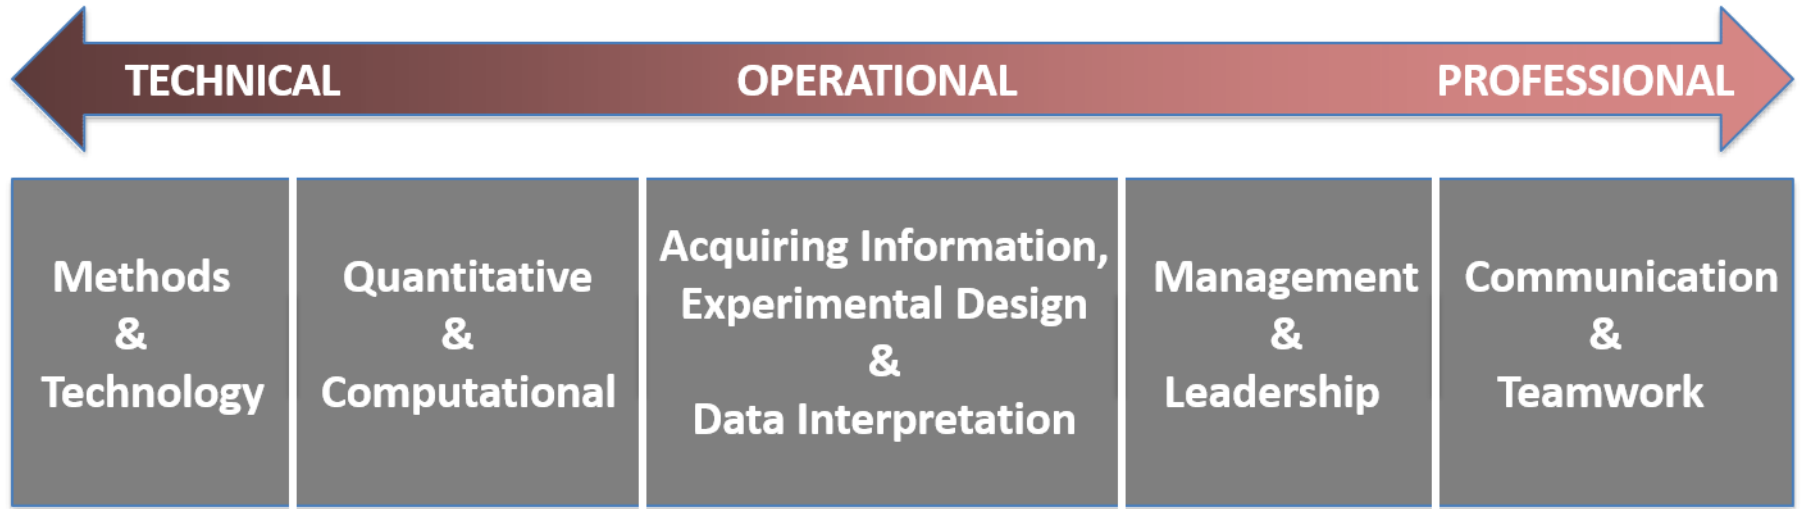 TECHNICAL OPERATIONAL PROFESSIONAL
Methods
&
Technology
Quantitative
&
Computational
Acquiring Information,
Experimental Design
&
Data Interpretation
Management
&
Leadership
Communication
&
Teamwork